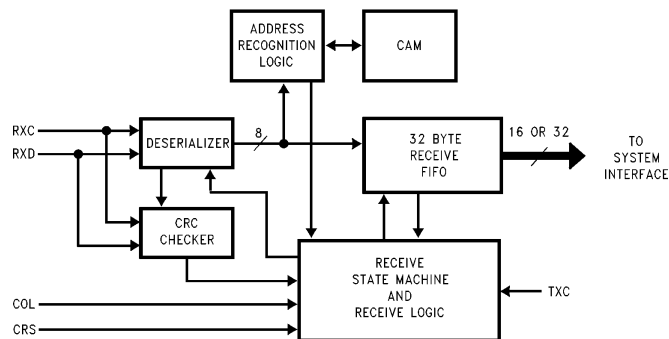 ADDRESS
RECOGNITION
LOGIC
CAM
RXC
RXD
DESERIALIZER
8
32 BYTE
RECEIVE
FIFO
16 OR 32
TO
SYSTEM
INTERFACE
CRC
CHECKER
RECEIVE
STATE MACHINE
AND
RECEIVE LOGIC
TXC
COL
CRS